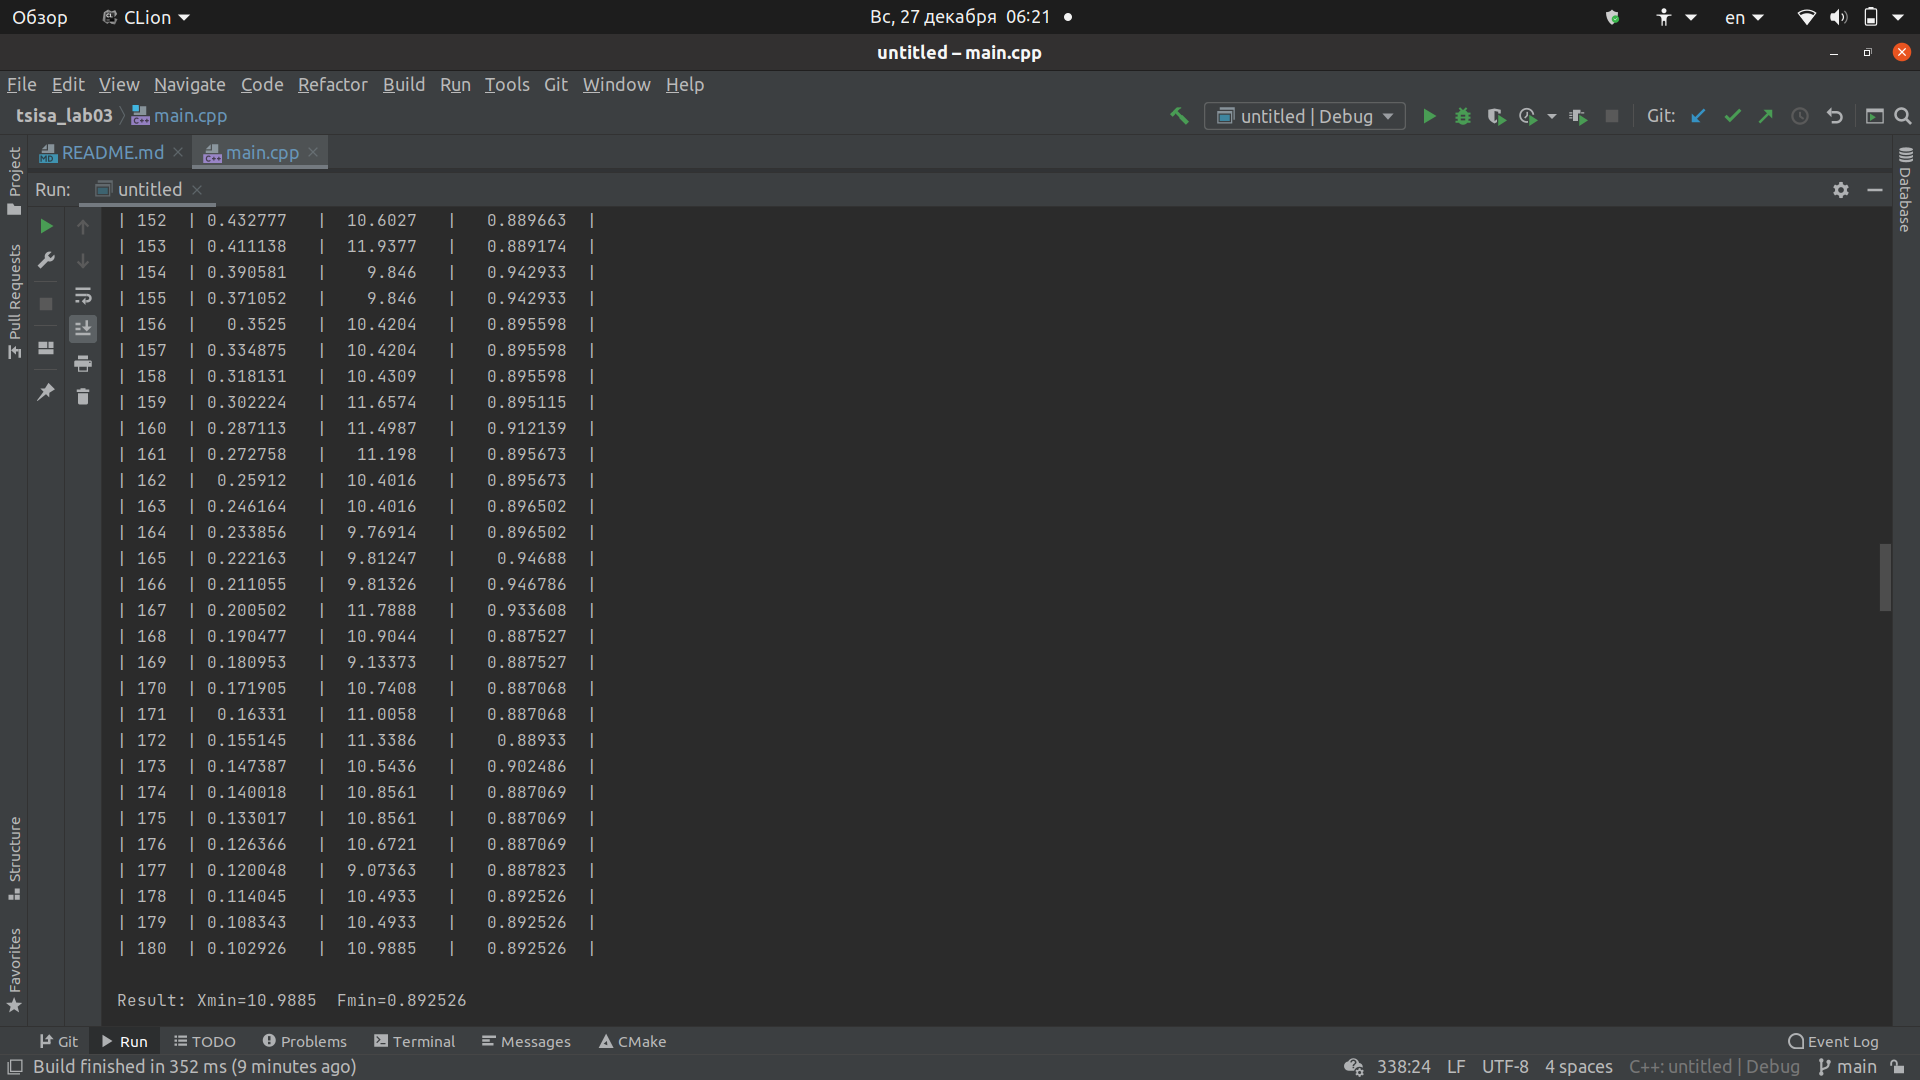 Обзор CLion Вс, 27 декабря 06:21 en
untitled – main.cpp
File Edit View Navigate Code Refactor Build Run Tools Git Window Help
tsisa_lab03 main.cpp untitled | Debug Git:
README.md main.cpp
Run: untitled
Project
Pull Requests
Structure
Favorites
Database
| 152 | 0.432777 | 10.6027 | 0.889663 |
| 153 | 0.411138 | 11.9377 | 0.889174 |
| 154 | 0.390581 | 9.846 | 0.942933 |
| 155 | 0.371052 | 9.846 | 0.942933 |
| 156 | 0.3525 | 10.4204 | 0.895598 |
| 157 | 0.334875 | 10.4204 | 0.895598 |
| 158 | 0.318131 | 10.4309 | 0.895598 |
| 159 | 0.302224 | 11.6574 | 0.895115 |
| 160 | 0.287113 | 11.4987 | 0.912139 |
| 161 | 0.272758 | 11.198 | 0.895673 |
| 162 | 0.25912 | 10.4016 | 0.895673 |
| 163 | 0.246164 | 10.4016 | 0.896502 |
| 164 | 0.233856 | 9.76914 | 0.896502 |
| 165 | 0.222163 | 9.81247 | 0.94688 |
| 166 | 0.211055 | 9.81326 | 0.946786 |
| 167 | 0.200502 | 11.7888 | 0.933608 |
| 168 | 0.190477 | 10.9044 | 0.887527 |
| 169 | 0.180953 | 9.13373 | 0.887527 |
| 170 | 0.171905 | 10.7408 | 0.887068 |
| 171 | 0.16331 | 11.0058 | 0.887068 |
| 172 | 0.155145 | 11.3386 | 0.88933 |
| 173 | 0.147387 | 10.5436 | 0.902486 |
| 174 | 0.140018 | 10.8561 | 0.887069 |
| 175 | 0.133017 | 10.8561 | 0.887069 |
| 176 | 0.126366 | 10.6721 | 0.887069 |
| 177 | 0.120048 | 9.07363 | 0.887823 |
| 178 | 0.114045 | 10.4933 | 0.892526 |
| 179 | 0.108343 | 10.4933 | 0.892526 |
| 180 | 0.102926 | 10.9885 | 0.892526 |
Result: Xmin=10.9885 Fmin=0.892526
Git Run TODO Problems Terminal Messages CMake Event Log
Build finished in 352 ms (9 minutes ago) 338:24 LF UTF-8 4 spaces C++: untitled | Debug main